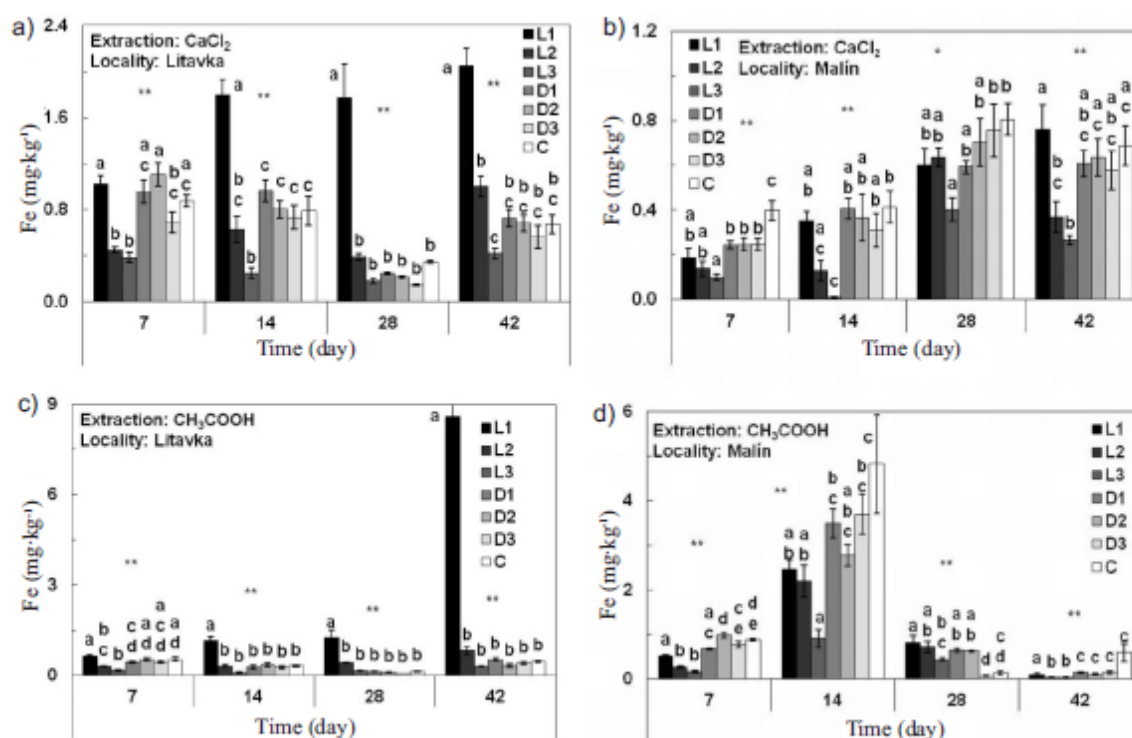 a)
2.4
1.8
1.2
0.6
0.0
Fe (mg·kg⁻¹)
Extraction: CaCl₂
Locality: Litavka
L1
L2
L3
D1
D2
D3
C
**
**
**
**
7
14
28
42
Time (day)
b)
1.2
0.8
0.4
0.0
Fe (mg·kg⁻¹)
L1
L2
L3
D1
D2
D3
C
Extraction: CaCl₂
Locality: Malín
**
**
*
**
7
14
28
42
Time (day)
c)
9
6
3
0
Fe (mg·kg⁻¹)
Extraction: CH₃COOH
Locality: Litavka
L1
L2
L3
D1
D2
D3
C
**
**
**
**
7
14
28
42
Time (day)
d)
6
4
2
0
Fe (mg·kg⁻¹)
Extraction: CH₃COOH
Locality: Malín
L1
L2
L3
D1
D2
D3
C
**
**
**
**
7
14
28
42
Time (day)